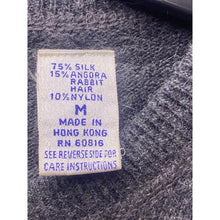 75% SILK
15% ANGORA
RABBIT
HAIR
10% NYLON
M
MADE IN
HONG KONG
RN 60816
SEE REVERSE SIDE FOR
CARE INSTRUCTIONS